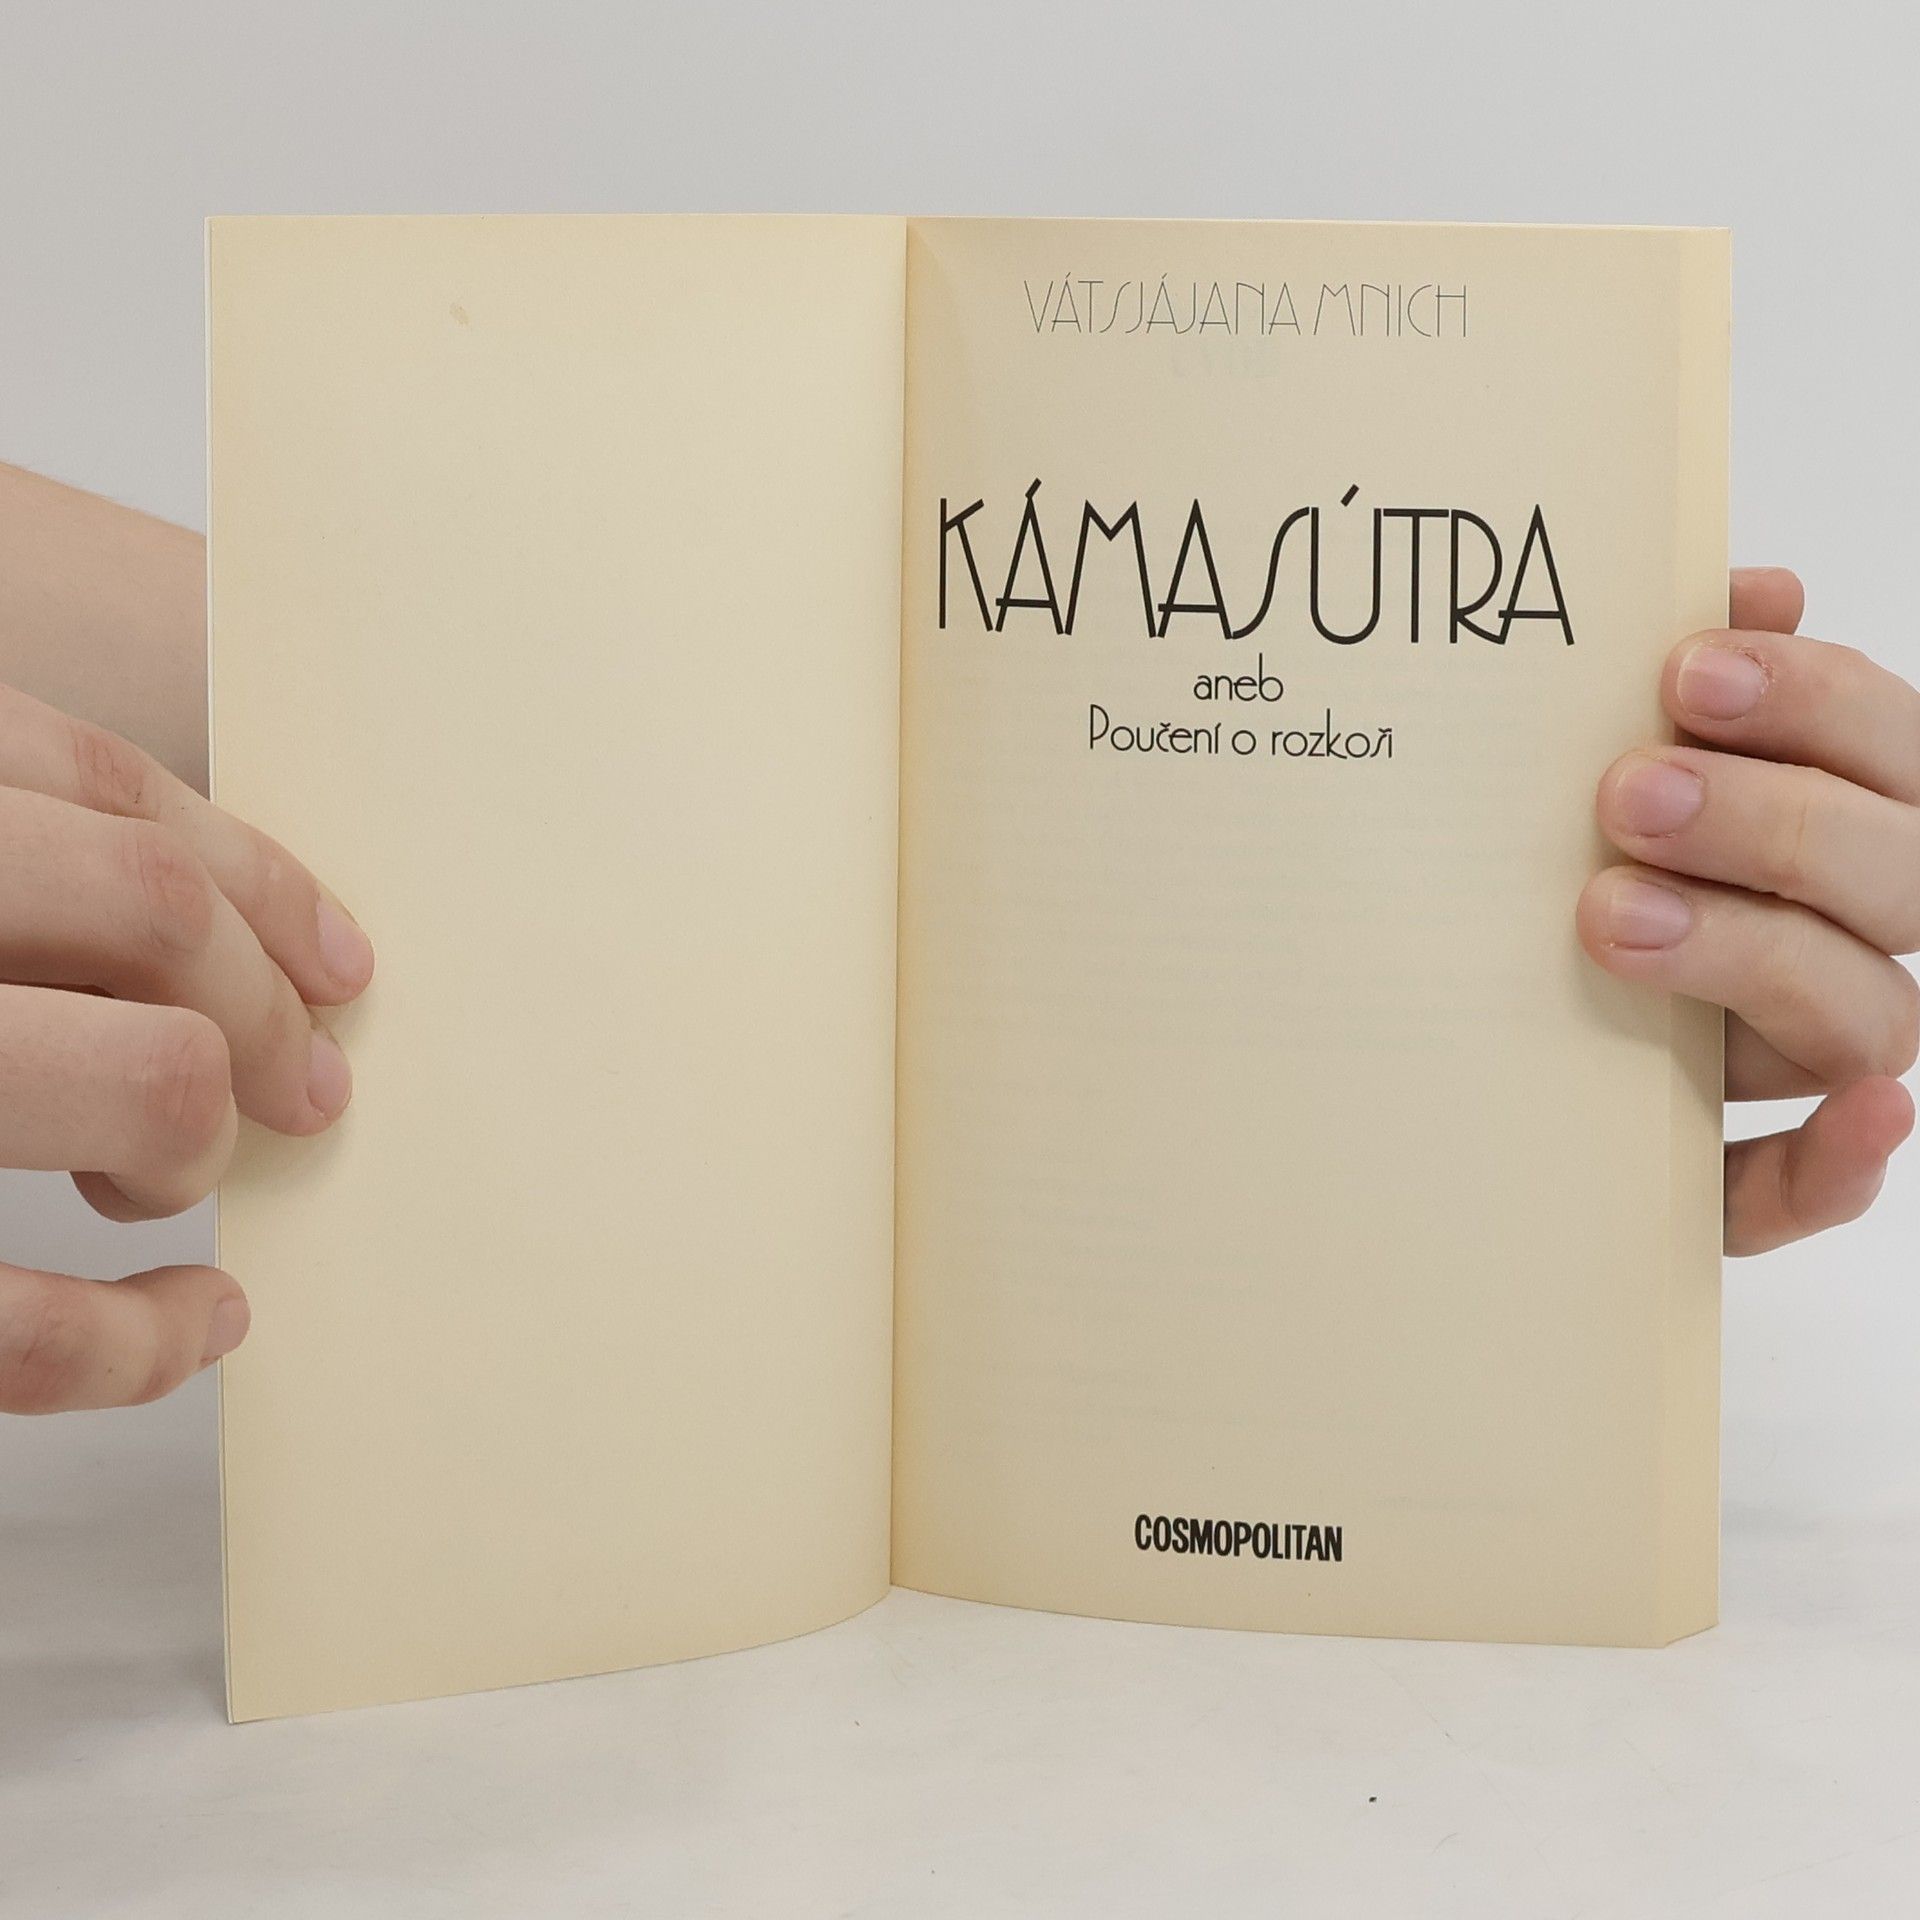 VÁTSJÁJANA MNICH
KÁMASÚTRA
aneb
Poučení o rozkoši
COSMOPOLITAN